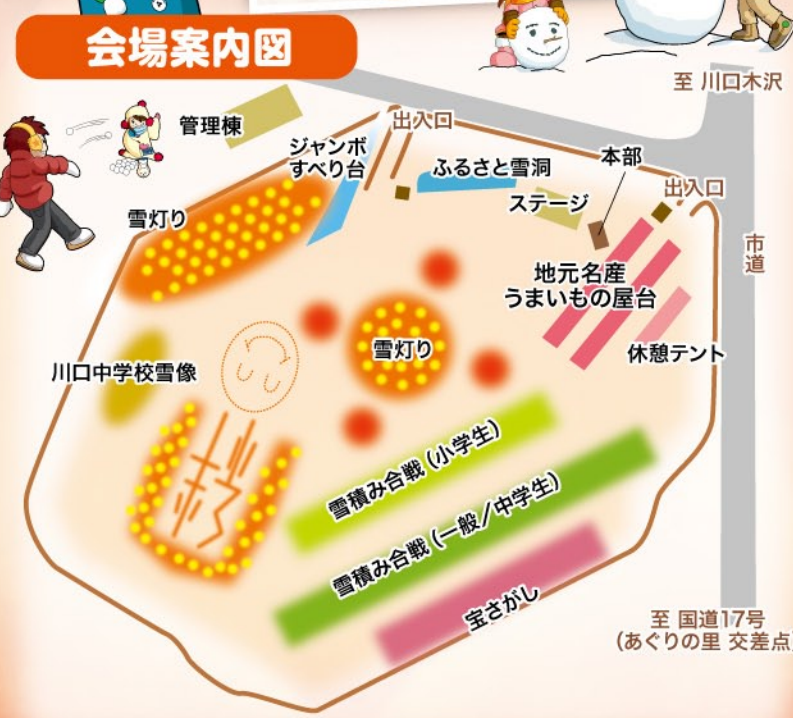 会場案内図
至 川口木沢
管理棟
出入口
ジャンボ
すべり台
ふるさと雪洞
本部
出入口
ステージ
雪灯り
市道
地元名産
うまいもの屋台
雪灯り
休憩テント
川口中学校雪像
雪積み合戦(小学生)
雪積み合戦(一般/中学生)
宝さがし
至 国道17号
(あぐりの里 交差点)